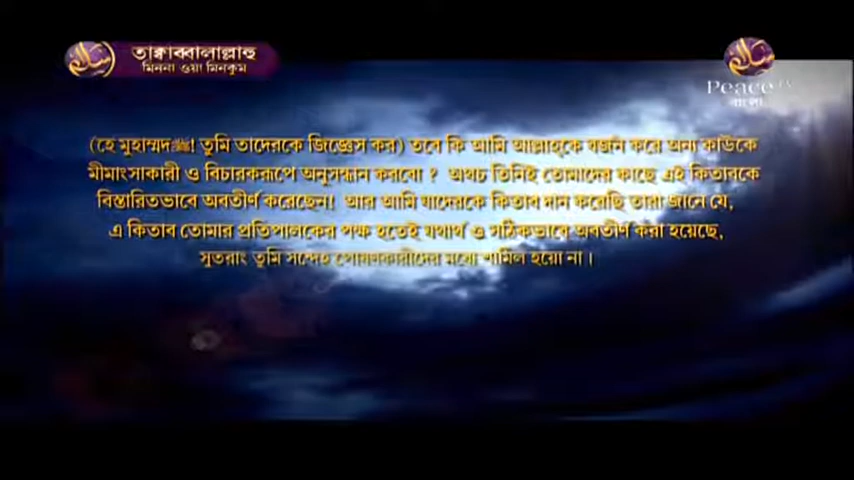 তাক্বাব্বালাল্লাহু
মিননা ওয়া মিনকুম
Peace TV
বাংলা
(হে মুহাম্মদ ﷺ! তুমি তাদেরকে জিজ্ঞেস কর) তবে কি আমি আল্লাহ্‌কে বর্জন করে অন্য কাউকে
মীমাংসাকারী ও বিচারকরূপে অনুসন্ধান করবো ? অথচ তিনিই তোমাদের কাছে এই কিতাবকে
বিস্তারিতভাবে অবতীর্ণ করেছেন! আর আমি যাদেরকে কিতাব দান করেছি তারা জানে যে,
এ কিতাব তোমার প্রতিপালকের পক্ষ হতেই যথার্থ ও সঠিকভাবে অবতীর্ণ করা হয়েছে,
সুতরাং তুমি সন্দেহ পোষণকারীদের মধ্যে শামিল হয়ো না।